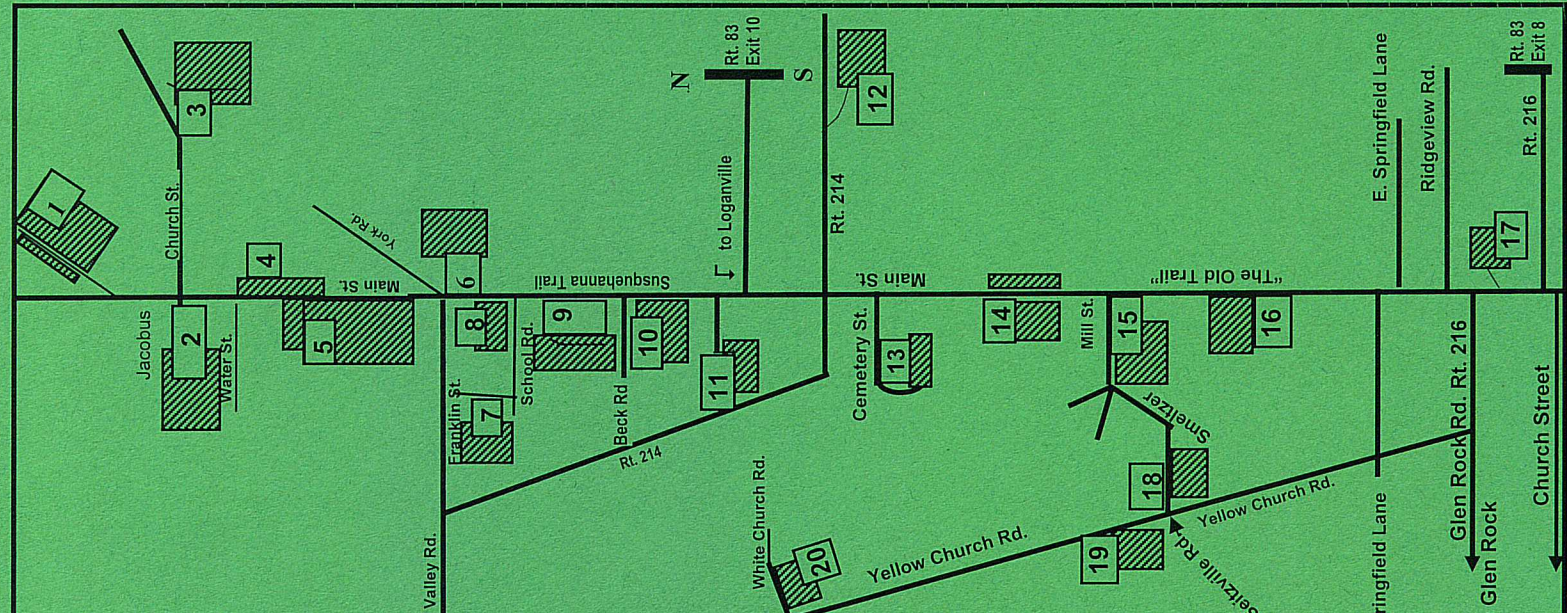 1
3
Church St.
Jacobus
2
Water St.
4
Main St.
5
York Rd.
6
Susquehanna Trail
8
School Rd.
9
Franklin St.
7
Valley Rd.
Beck Rd
10
11
Rt. 214
to Loganville
N
S
Rt. 83
Exit 10
12
Rt. 214
Main St.
Cemetery St.
13
14
Mill St.
15
"The Old Trail"
16
Smeltzer
18
Yellow Church Rd.
19
Yellow Church Rd.
White Church Rd.
20
E. Springfield Lane
Ridgeview Rd.
Rt. 83
Exit 8
Rt. 216
17
Glen Rock Rd. Rt. 216
Glen Rock
Church Street
ringfield Lane
Seitzville Rd.